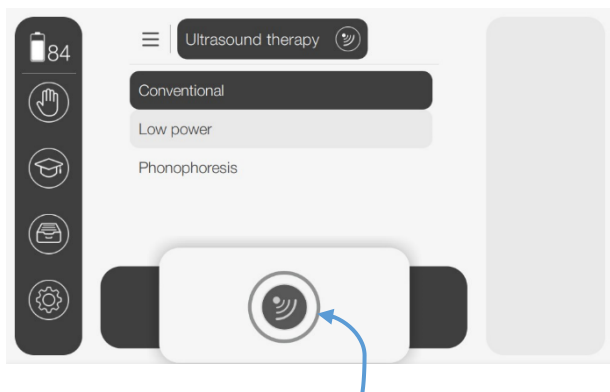 84
Ultrasound therapy
Conventional
Low power
Phonophoresis